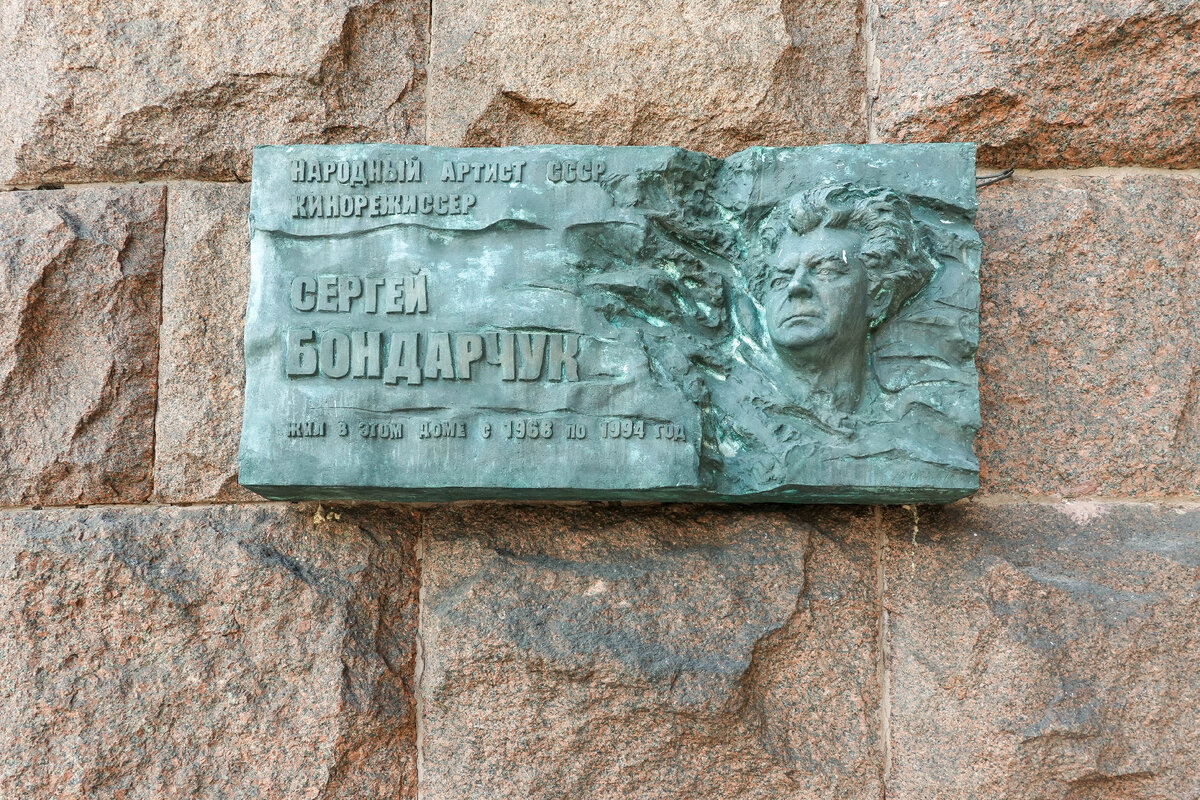 НАРОДНЫЙ АРТИСТ СССР
КИНОРЕЖИССЕР
СЕРГЕЙ
БОНДАРЧУК
ЖИЛ В ЭТОМ ДОМЕ С 1968 ПО 1994 ГОД